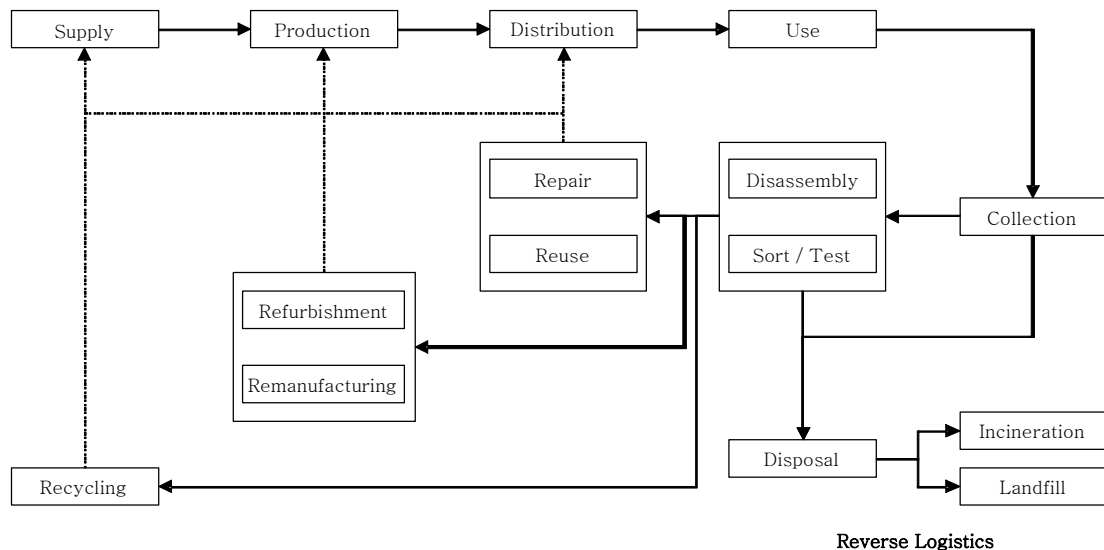 Supply
Production
Distribution
Use
Repair
Disassembly
Collection
Reuse
Sort / Test
Refurbishment
Remanufacturing
Incineration
Disposal
Recycling
Landfill
Reverse Logistics